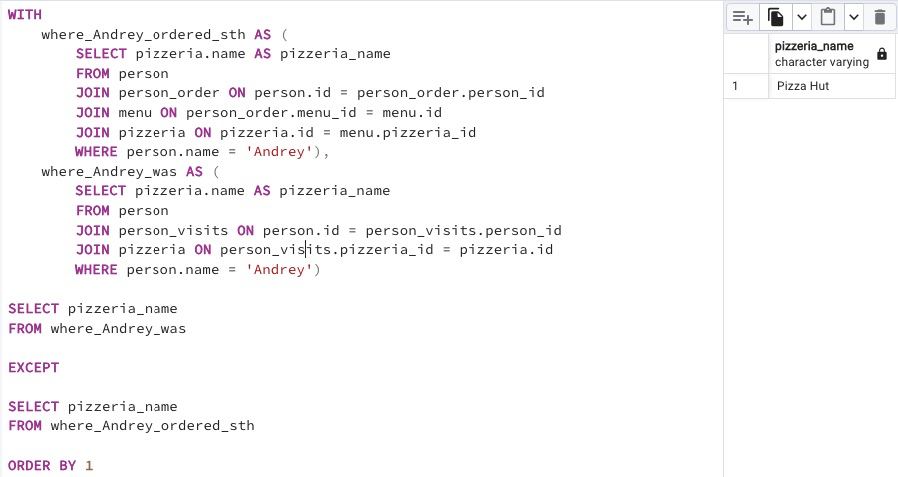 WITH
    where_Andrey_ordered_sth AS (
        SELECT pizzeria.name AS pizzeria_name
        FROM person
        JOIN person_order ON person.id = person_order.person_id
        JOIN menu ON person_order.menu_id = menu.id
        JOIN pizzeria ON pizzeria.id = menu.pizzeria_id
        WHERE person.name = 'Andrey'),
    where_Andrey_was AS (
        SELECT pizzeria.name AS pizzeria_name
        FROM person
        JOIN person_visits ON person.id = person_visits.person_id
        JOIN pizzeria ON person_visits.pizzeria_id = pizzeria.id
        WHERE person.name = 'Andrey')
SELECT pizzeria_name
FROM where_Andrey_was
EXCEPT
SELECT pizzeria_name
FROM where_Andrey_ordered_sth
ORDER BY 1
pizzeria_name
character varying
1 Pizza Hut